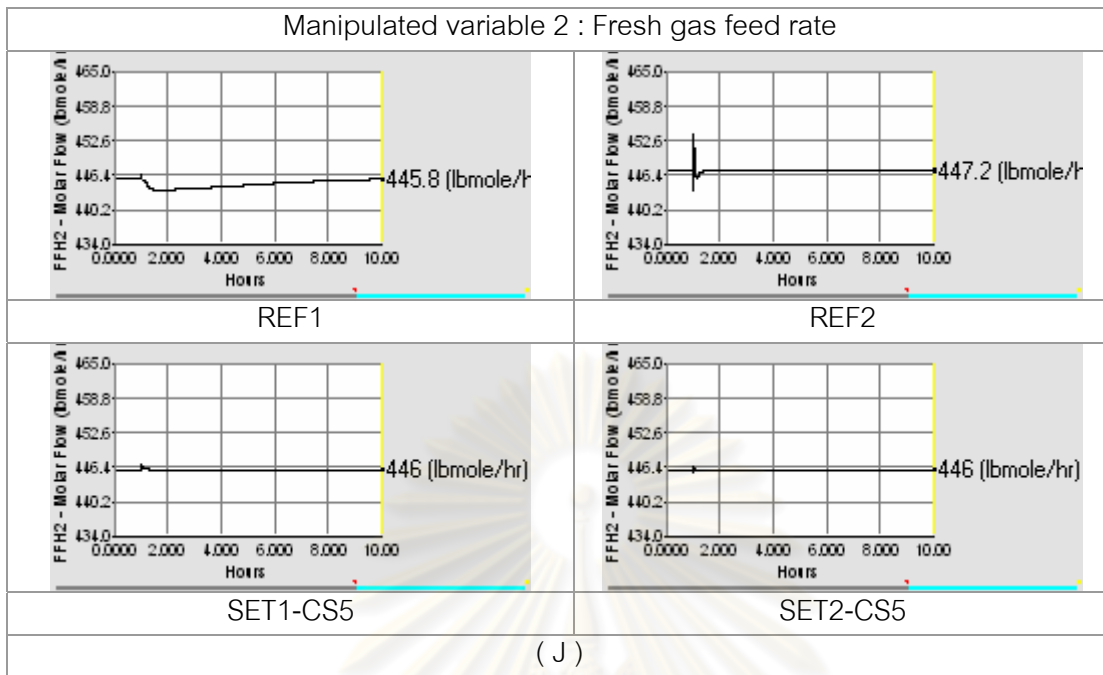 Manipulated variable 2 : Fresh gas feed rate
FFH2 - Molar Flow (lbmole/h
465.0
458.8
452.6
446.4
440.2
434.0
0.0000 2.000 4.000 6.000 8.000 10.00
Hours
445.8 (lbmole/h
REF1
FFH2 - Molar Flow (lbmole/h
465.0
458.8
452.6
446.4
440.2
434.0
0.0000 2.000 4.000 6.000 8.000 10.00
Hours
447.2 (lbmole/h
REF2
FFH2 - Molar Flow (lbmole/h
465.0
458.8
452.6
446.4
440.2
434.0
0.0000 2.000 4.000 6.000 8.000 10.00
Hours
446 (lbmole/hr)
SET1-CS5
FFH2 - Molar Flow (lbmole/h
465.0
458.8
452.6
446.4
440.2
434.0
0.0000 2.000 4.000 6.000 8.000 10.00
Hours
446 (lbmole/hr)
SET2-CS5
( J )